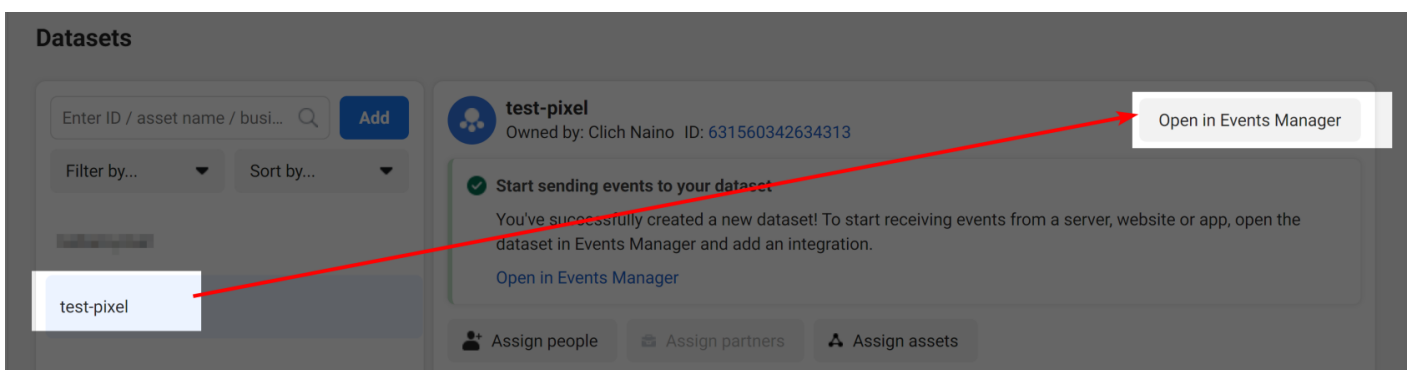 Datasets
Enter ID / asset name / busi...
Add
Filter by...
Sort by...
test-pixel
test-pixel
Owned by: Clich Naino ID: 631560342634313
Open in Events Manager
Start sending events to your dataset
You've successfully created a new dataset! To start receiving events from a server, website or app, open the
dataset in Events Manager and add an integration.
Open in Events Manager
Assign people
Assign partners
Assign assets